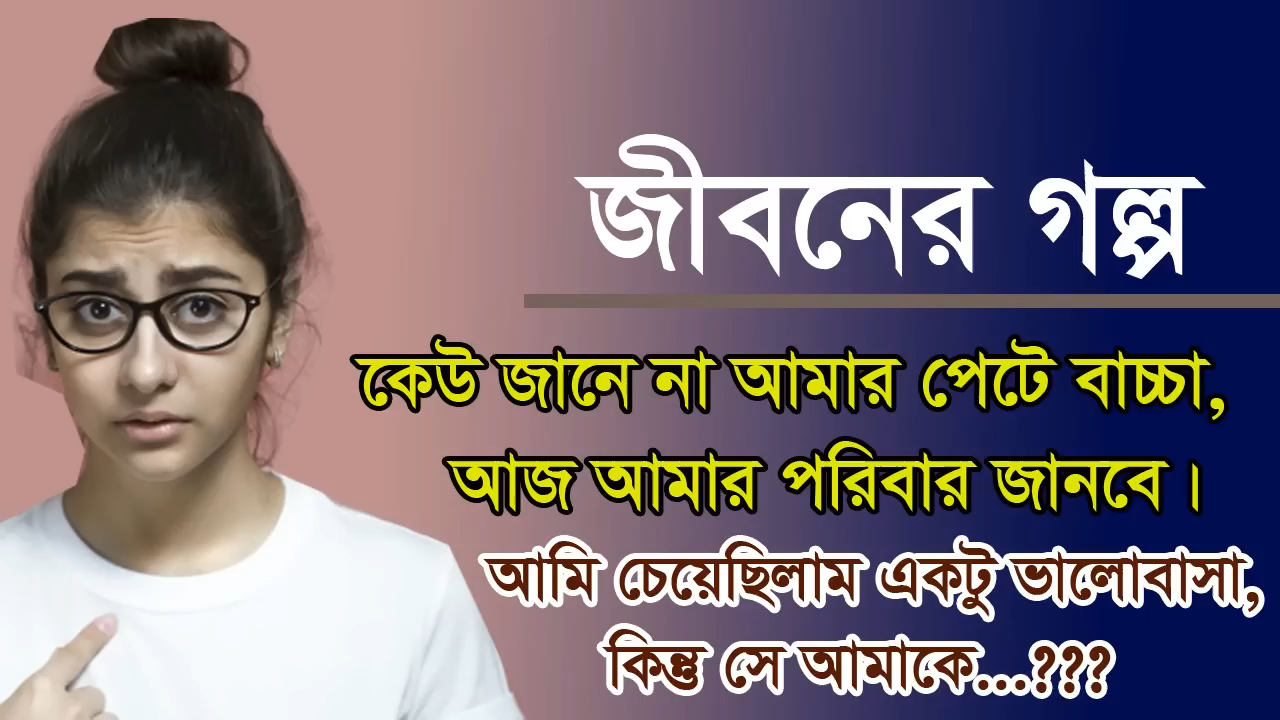 জীবনের গল্প
কেউ জানে না আমার পেটে বাচ্চা,
আজ আমার পরিবার জানবে।
আমি চেয়েছিলাম একটু ভালোবাসা,
কিন্তু সে আমাকে...???